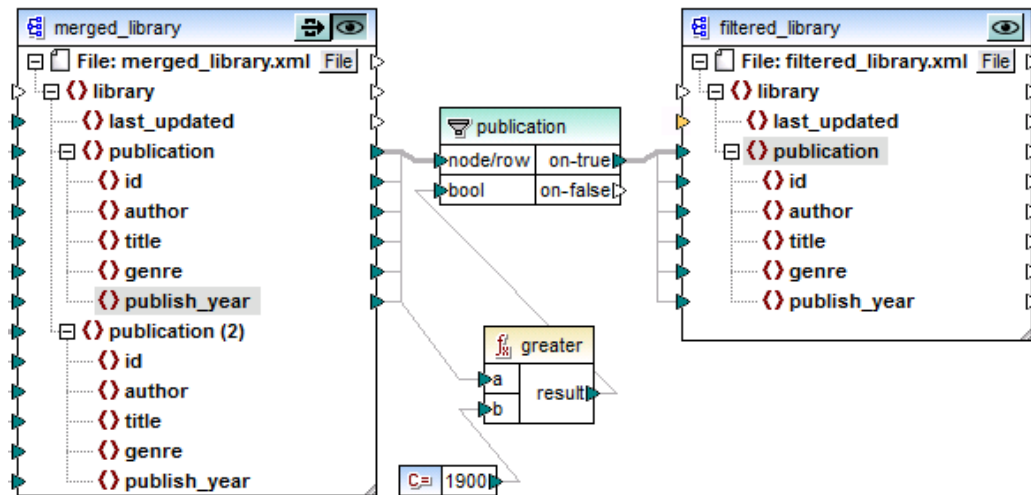 merged_library
File: merged_library.xml File
{} library
{} last_updated
{} publication
{} id
{} author
{} title
{} genre
{} publish_year
{} publication (2)
{} id
{} author
{} title
{} genre
{} publish_year
publication
node/row on-true
bool on-false
fx greater
a
b
result
C= 1900
filtered_library
File: filtered_library.xml File
{} library
{} last_updated
{} publication
{} id
{} author
{} title
{} genre
{} publish_year